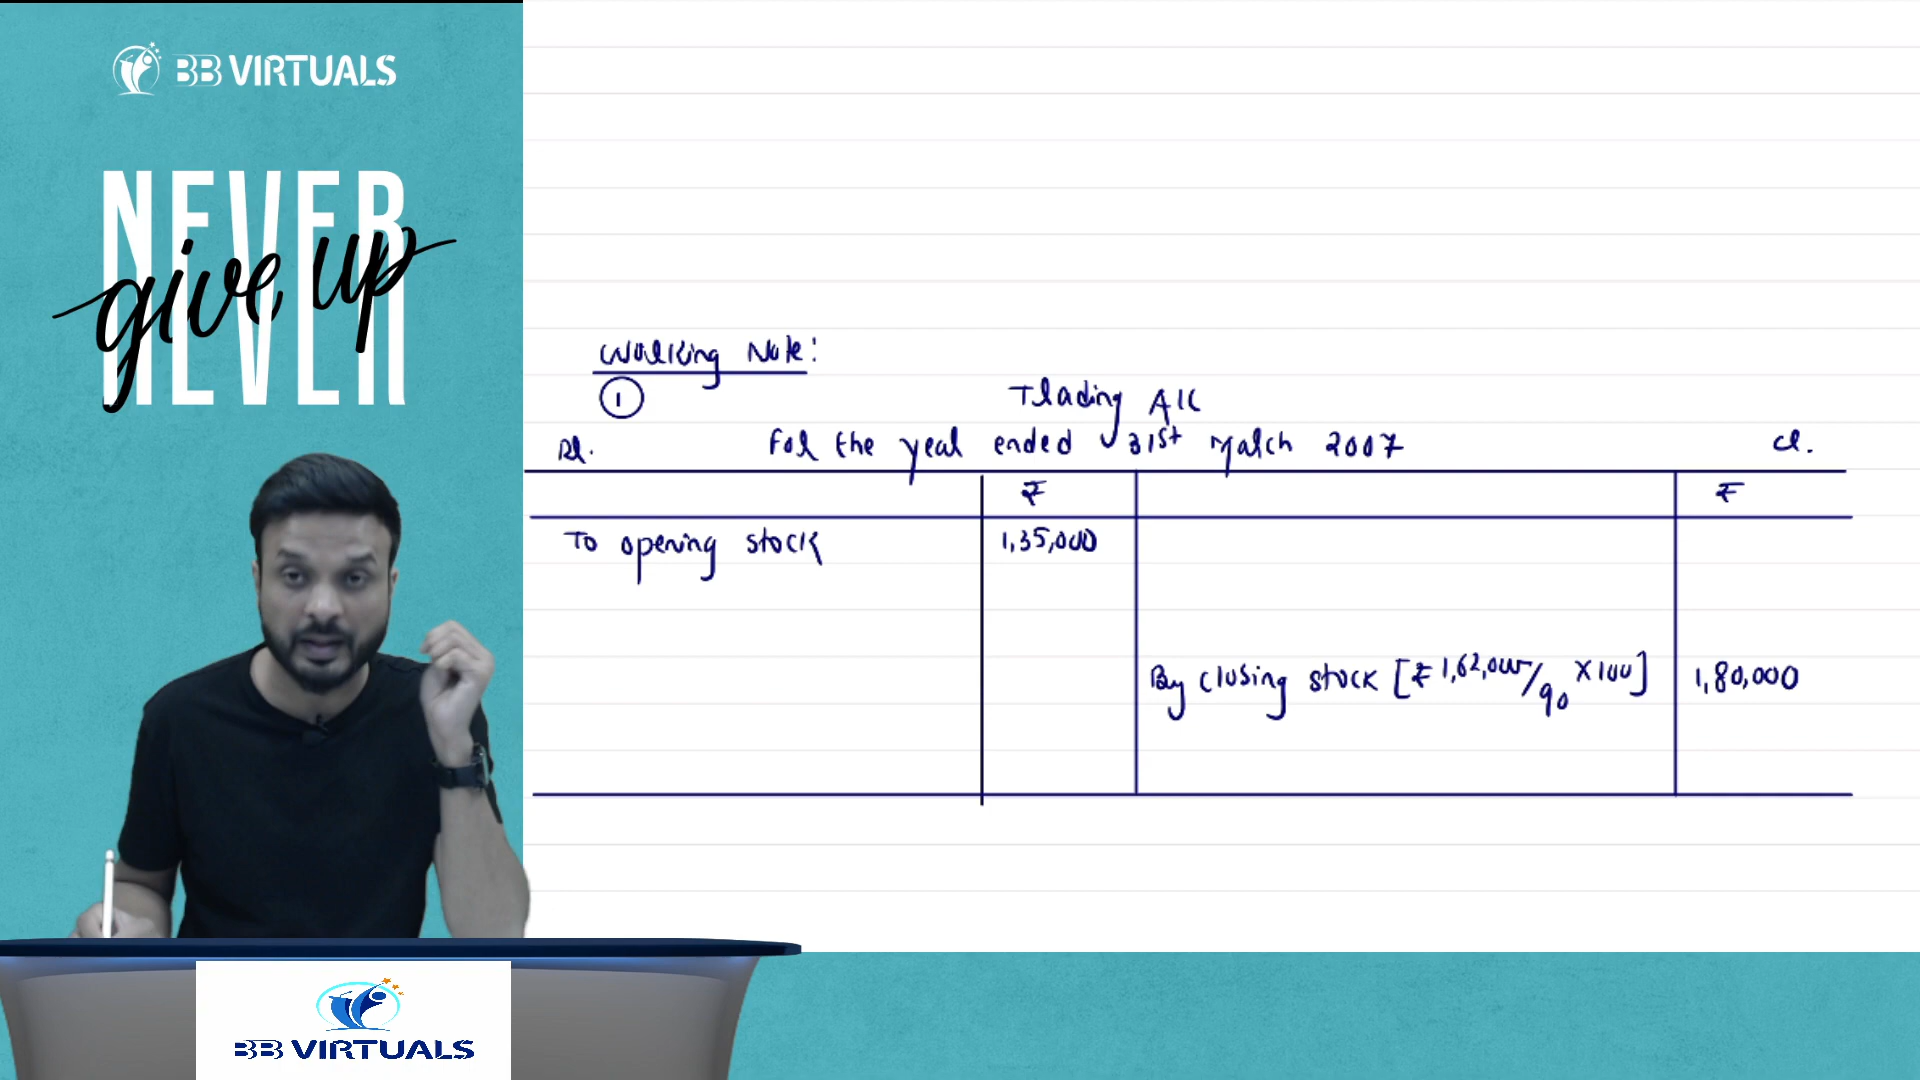 BB VIRTUALS
NEVER
give up
NEVER
Working Note:
1
Trading A/c
Dr. For the year ended 31st March 2007 Cr.
₹ ₹
To opening stock 1,35,000
By closing stock [₹ 1,62,000/90 × 100] 1,80,000
BB VIRTUALS